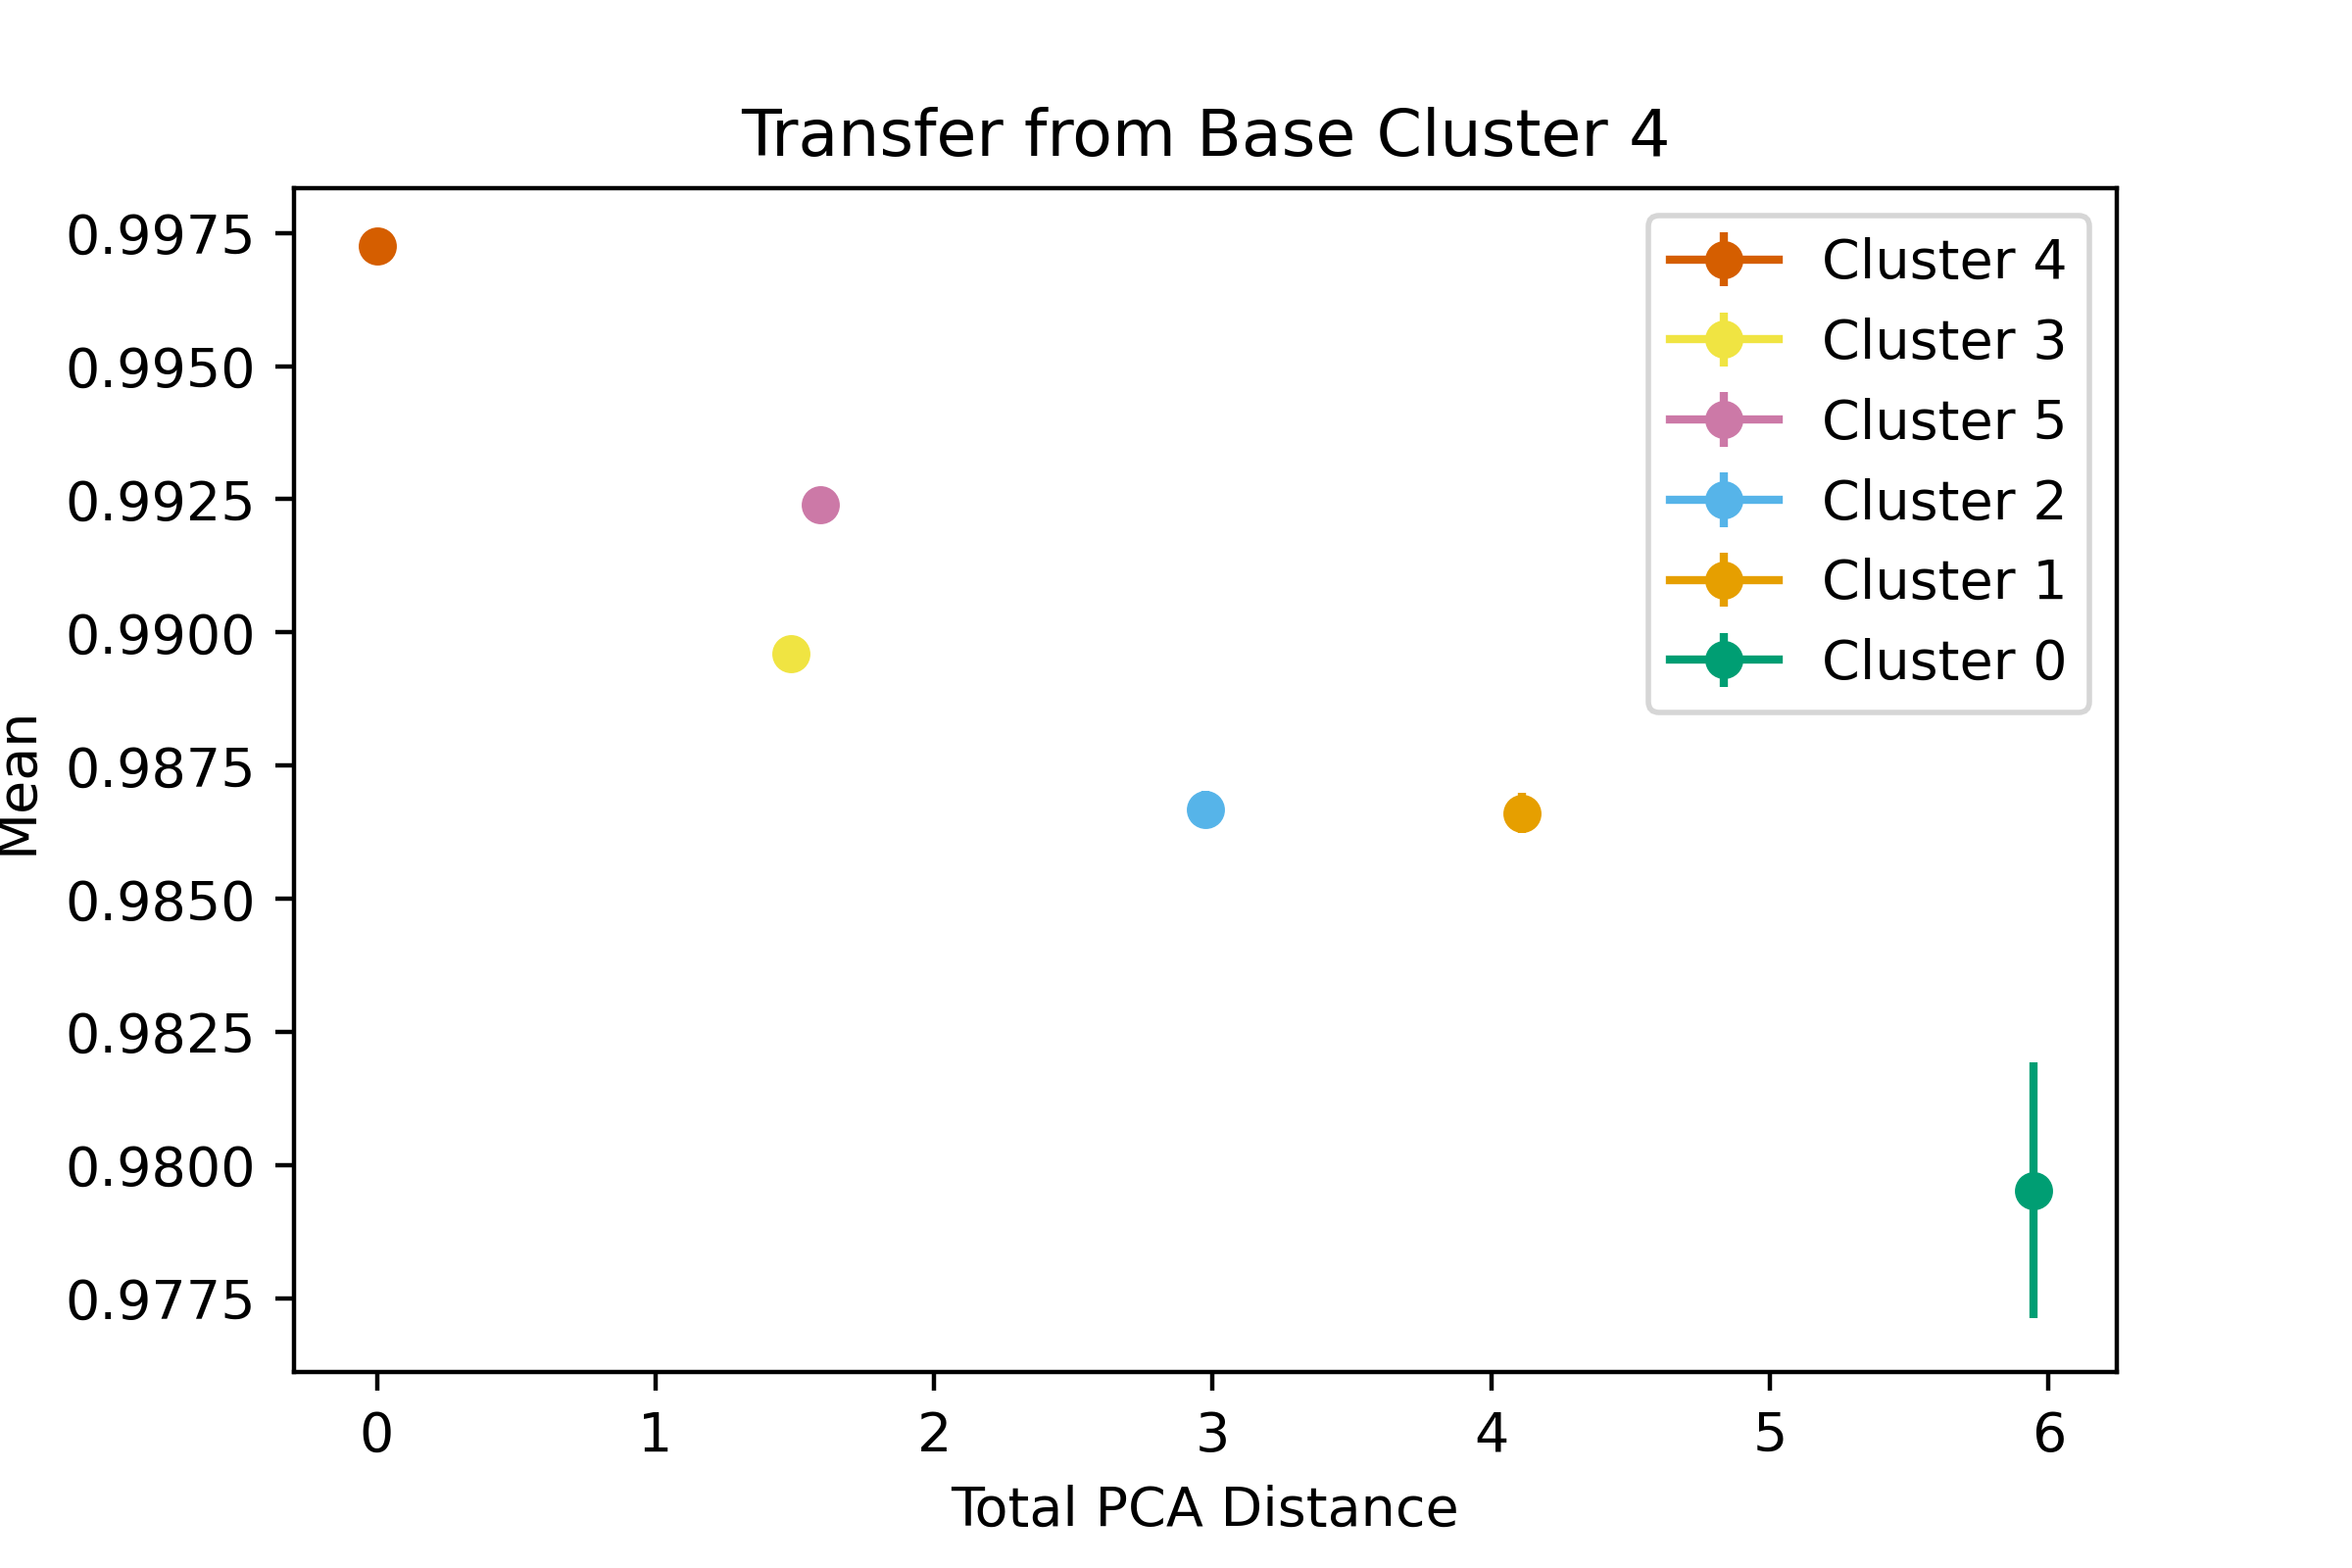 Transfer from Base Cluster 4
0.9975
0.9950
0.9925
0.9900
0.9875
0.9850
0.9825
0.9800
0.9775
Mean
Cluster 4
Cluster 3
Cluster 5
Cluster 2
Cluster 1
Cluster 0
0 1 2 3 4 5 6
Total PCA Distance